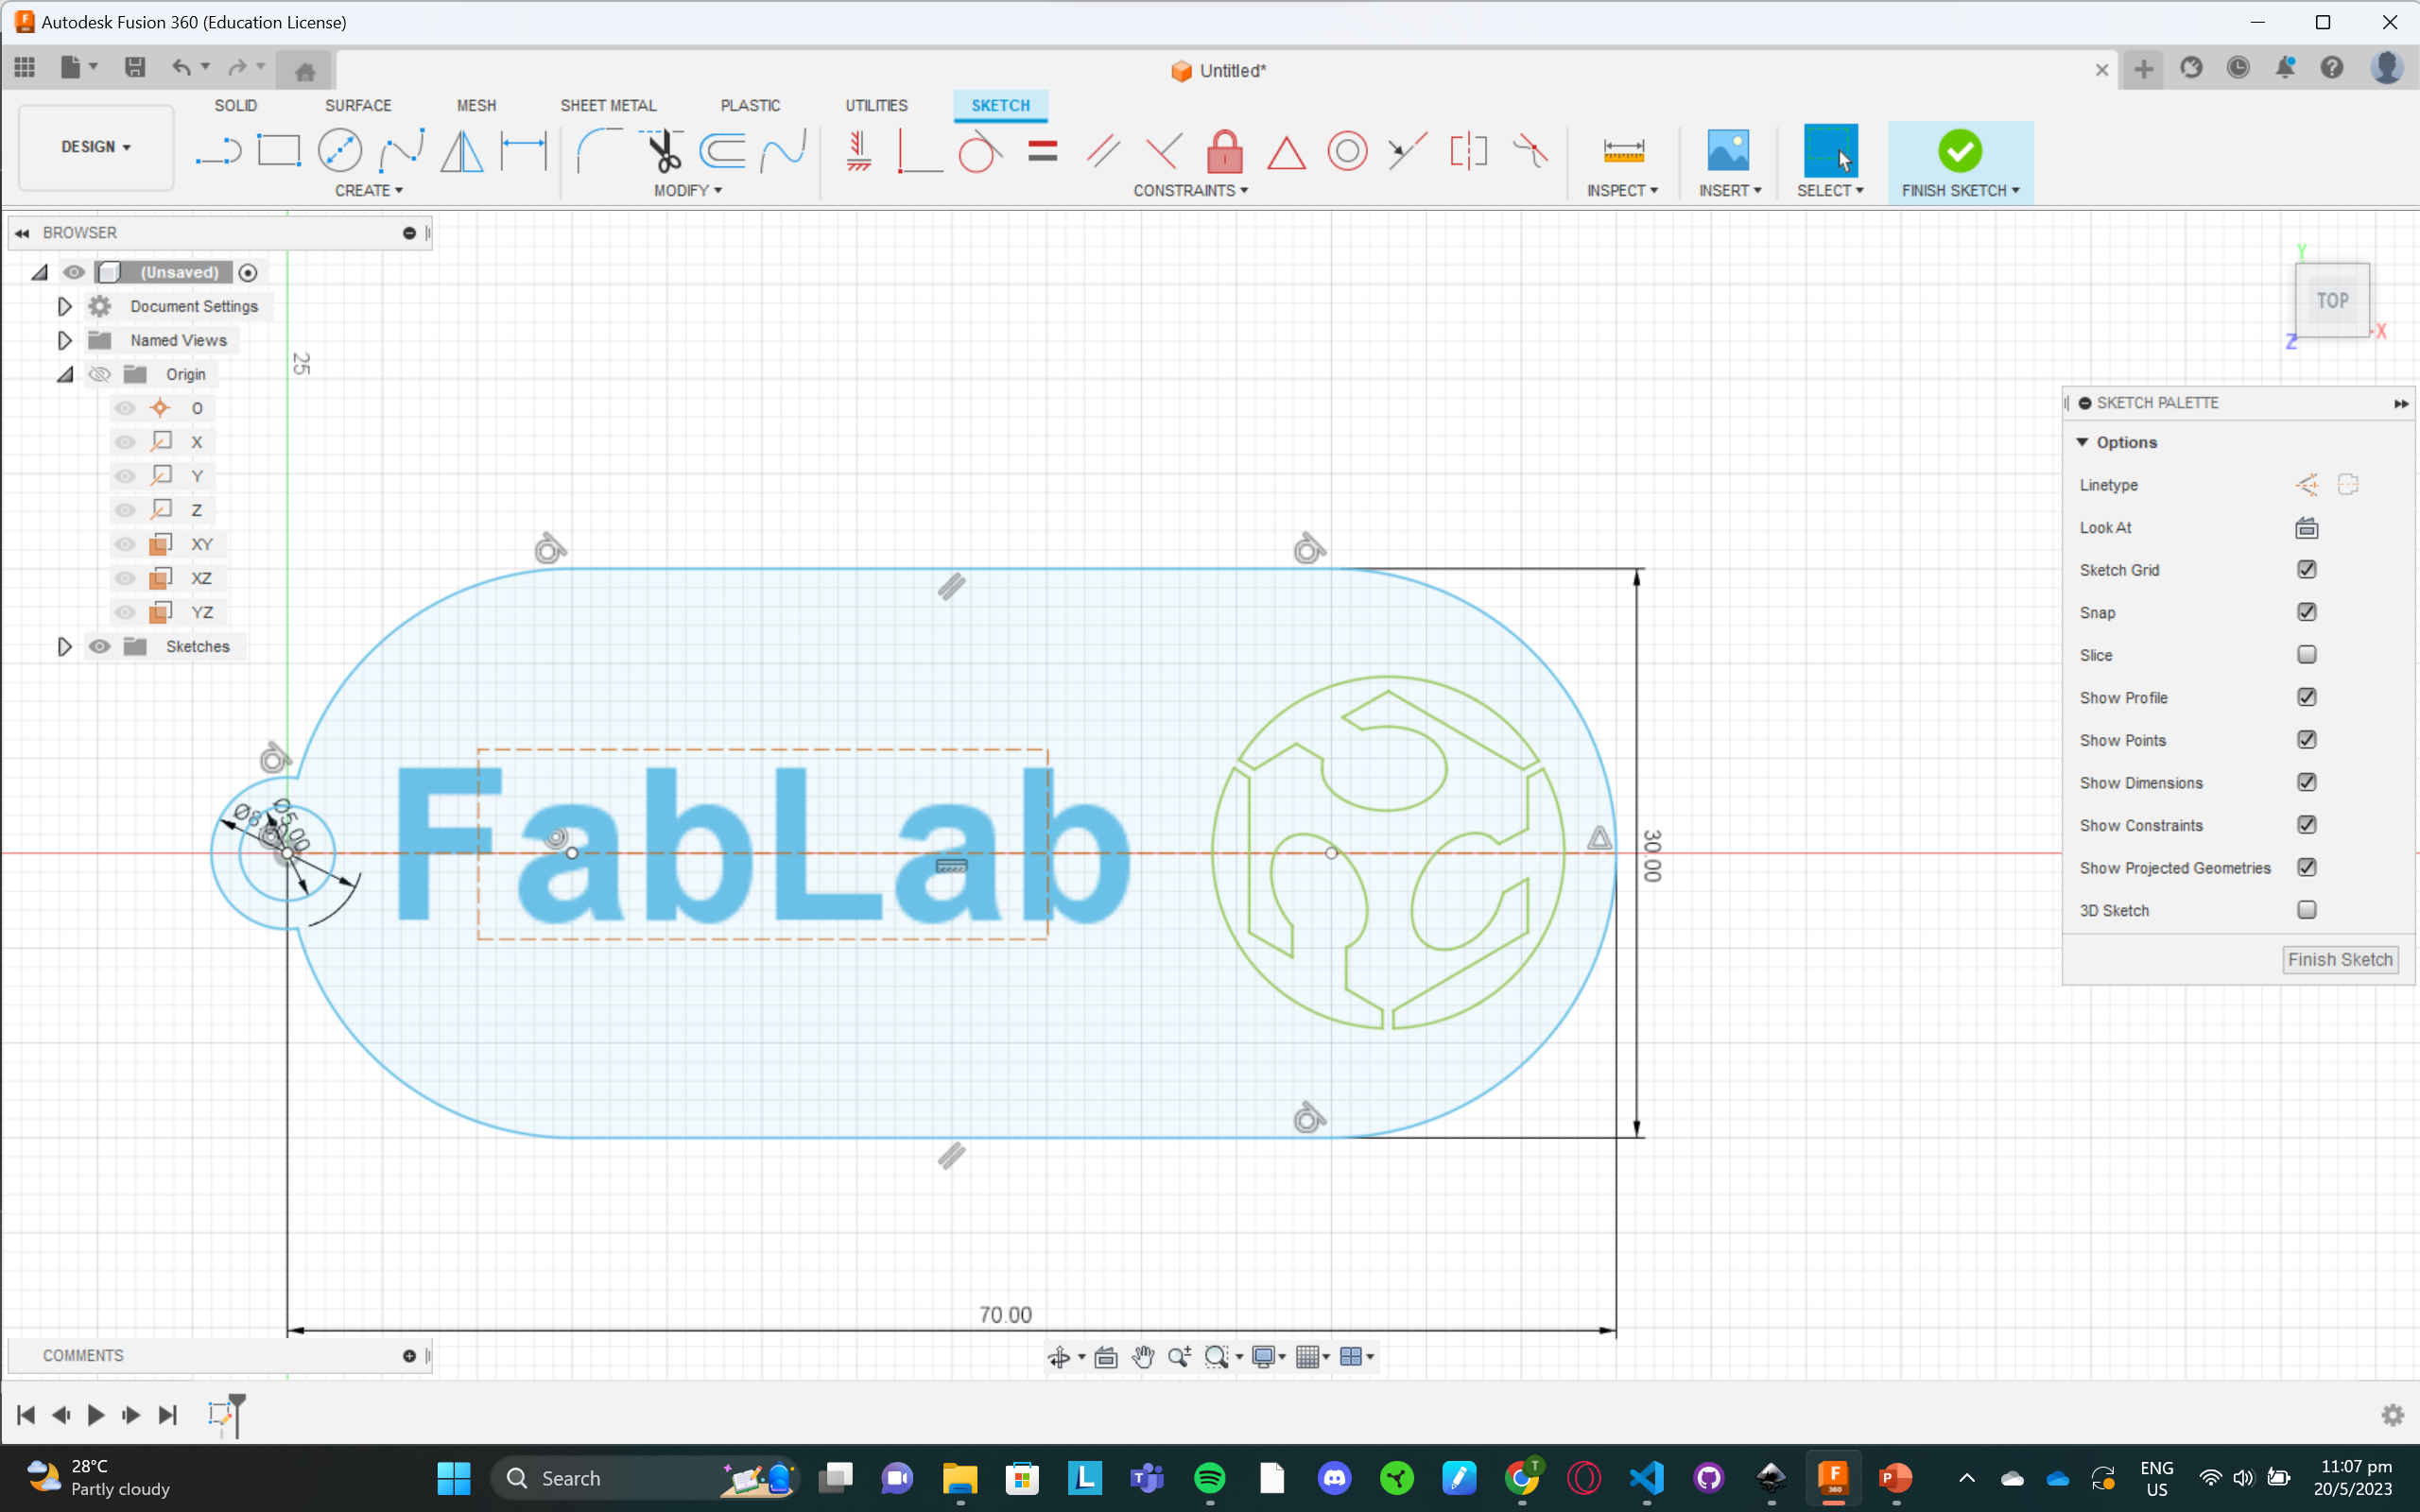 Autodesk Fusion 360 (Education License)
Untitled*
SOLID SURFACE MESH SHEET METAL PLASTIC UTILITIES SKETCH
DESIGN
CREATE MODIFY CONSTRAINTS INSPECT INSERT SELECT FINISH SKETCH
BROWSER
(Unsaved)
Document Settings
Named Views
Origin
O
X
Y
Z
XY
XZ
YZ
Sketches
25
Y
TOP
X
Z
SKETCH PALETTE
Options
Linetype
Look At
Sketch Grid
Snap
Slice
Show Profile
Show Points
Show Dimensions
Show Constraints
Show Projected Geometries
3D Sketch
Finish Sketch
Ø5.00
FabLab
30.00
70.00
COMMENTS
28°C
Partly cloudy
Search
L
T
F
360
P
ENG
US
11:07 pm
20/5/2023